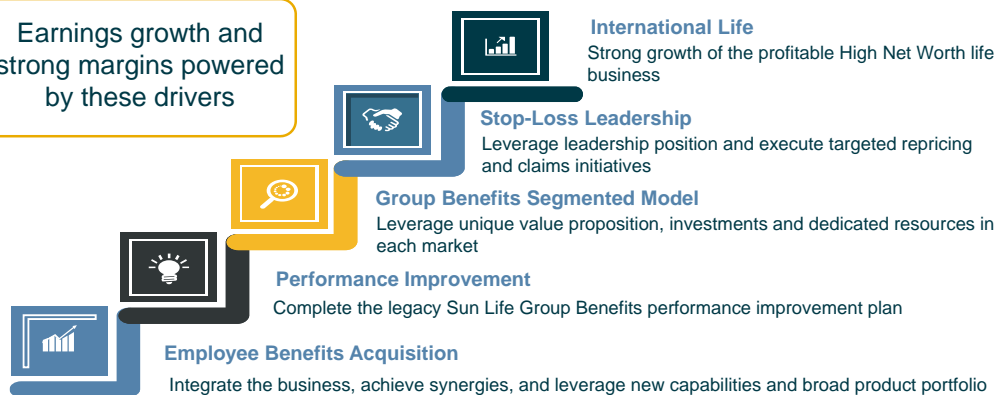 Earnings growth and
strong margins powered
by these drivers
International Life
Strong growth of the profitable High Net Worth life
business
Stop-Loss Leadership
Leverage leadership position and execute targeted repricing
and claims initiatives
Group Benefits Segmented Model
Leverage unique value proposition, investments and dedicated resources in
each market
Performance Improvement
Complete the legacy Sun Life Group Benefits performance improvement plan
Employee Benefits Acquisition
Integrate the business, achieve synergies, and leverage new capabilities and broad product portfolio